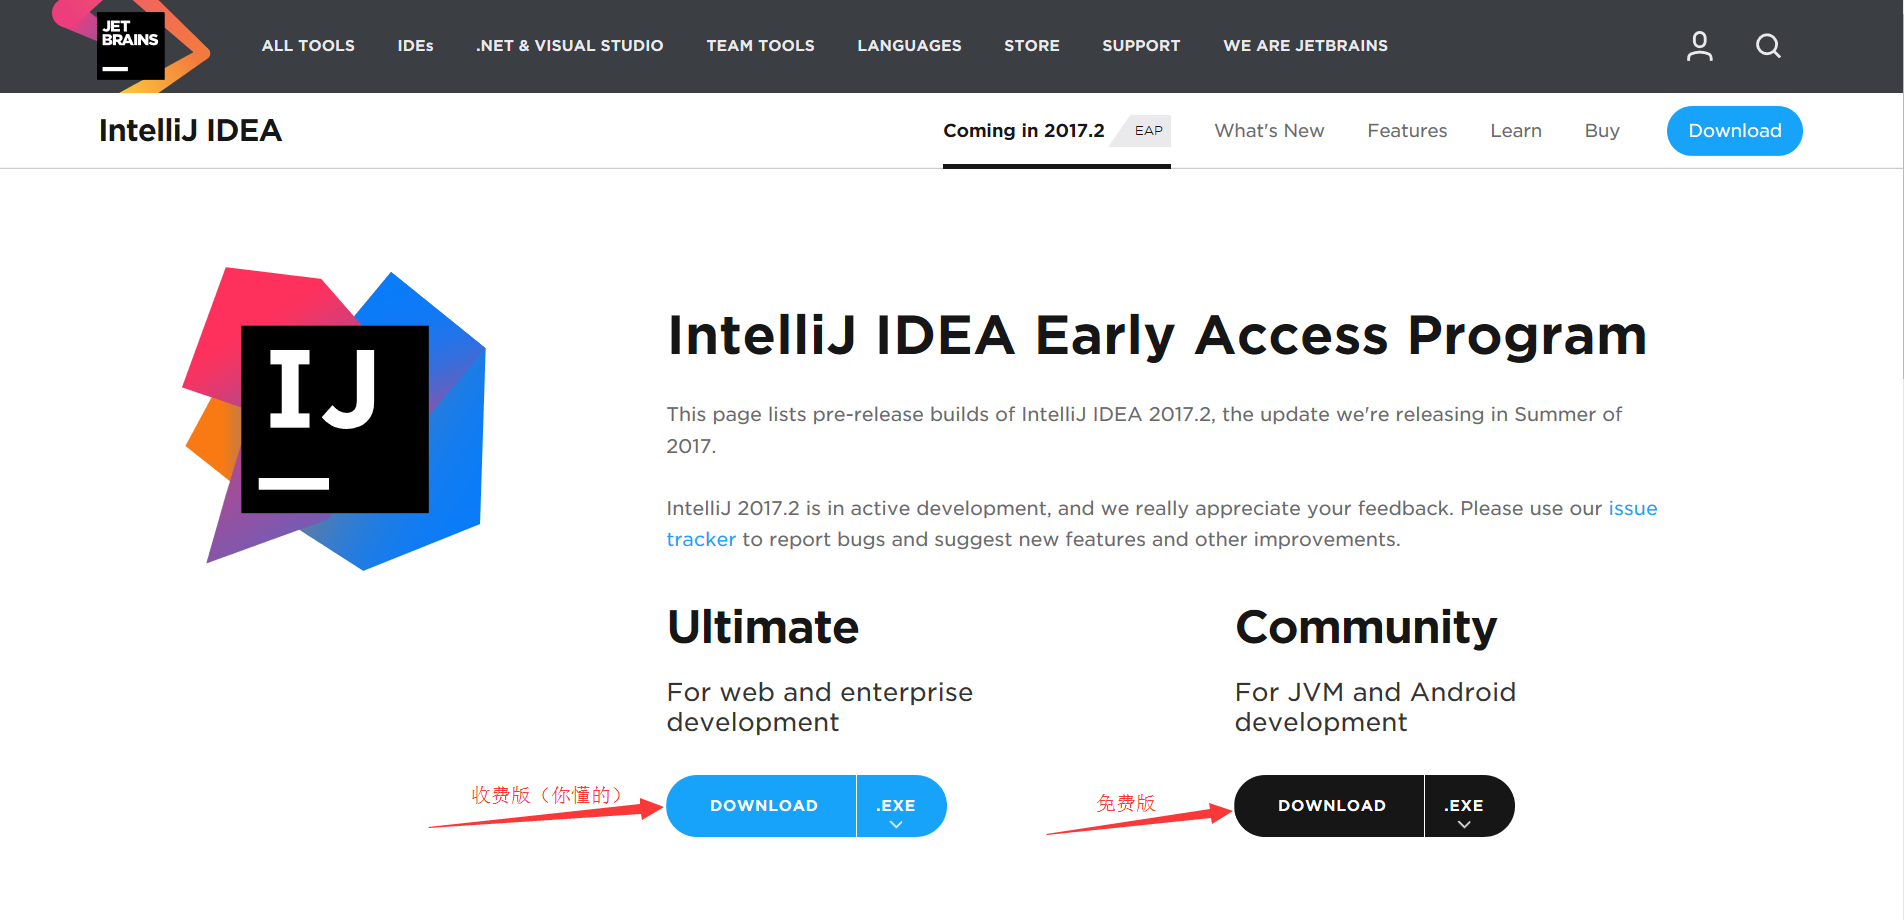 JET
BRAINS
ALL TOOLS IDEs .NET & VISUAL STUDIO TEAM TOOLS LANGUAGES STORE SUPPORT WE ARE JETBRAINS
IntelliJ IDEA
Coming in 2017.2 EAP What's New Features Learn Buy Download
IJ
IntelliJ IDEA Early Access Program
This page lists pre-release builds of IntelliJ IDEA 2017.2, the update we're releasing in Summer of
2017.
IntelliJ 2017.2 is in active development, and we really appreciate your feedback. Please use our issue
tracker to report bugs and suggest new features and other improvements.
Ultimate
For web and enterprise
development
收费版（你懂的）
DOWNLOAD .EXE
Community
For JVM and Android
development
免费版
DOWNLOAD .EXE